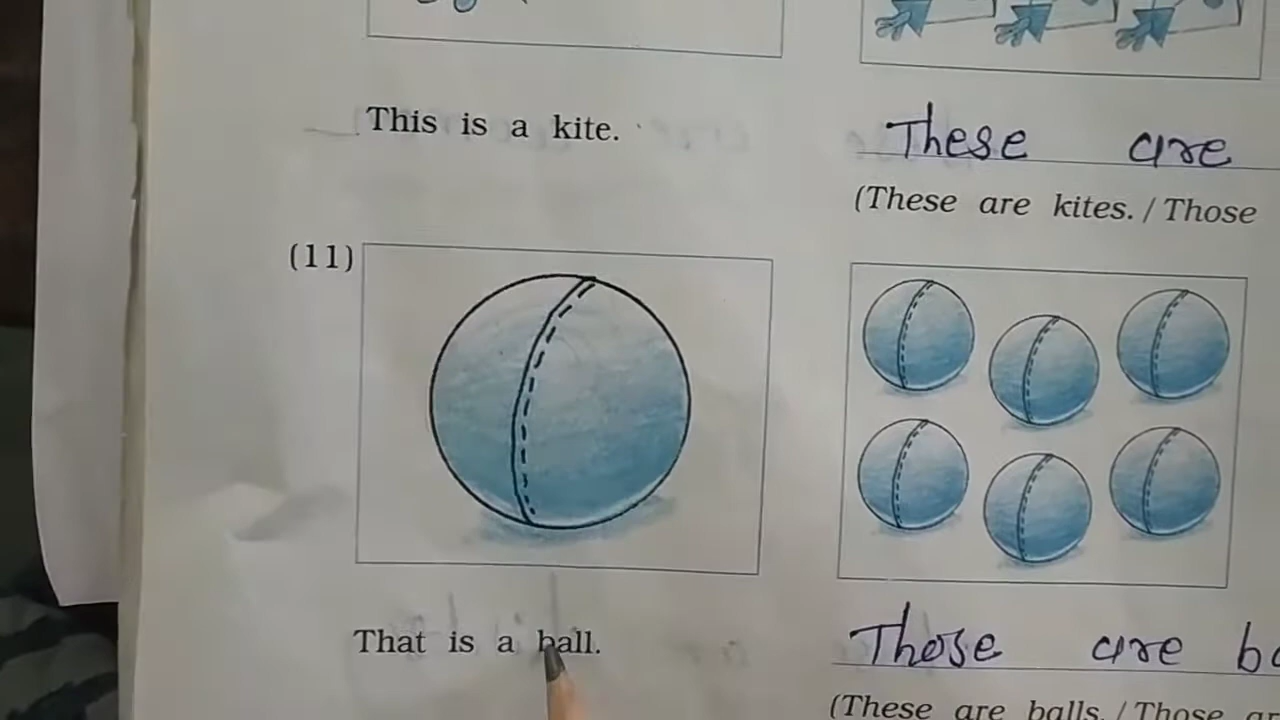 This is a kite.
These are
(These are kites. / Those
(11)
That is a ball.
Those are
(These are balls. / Those